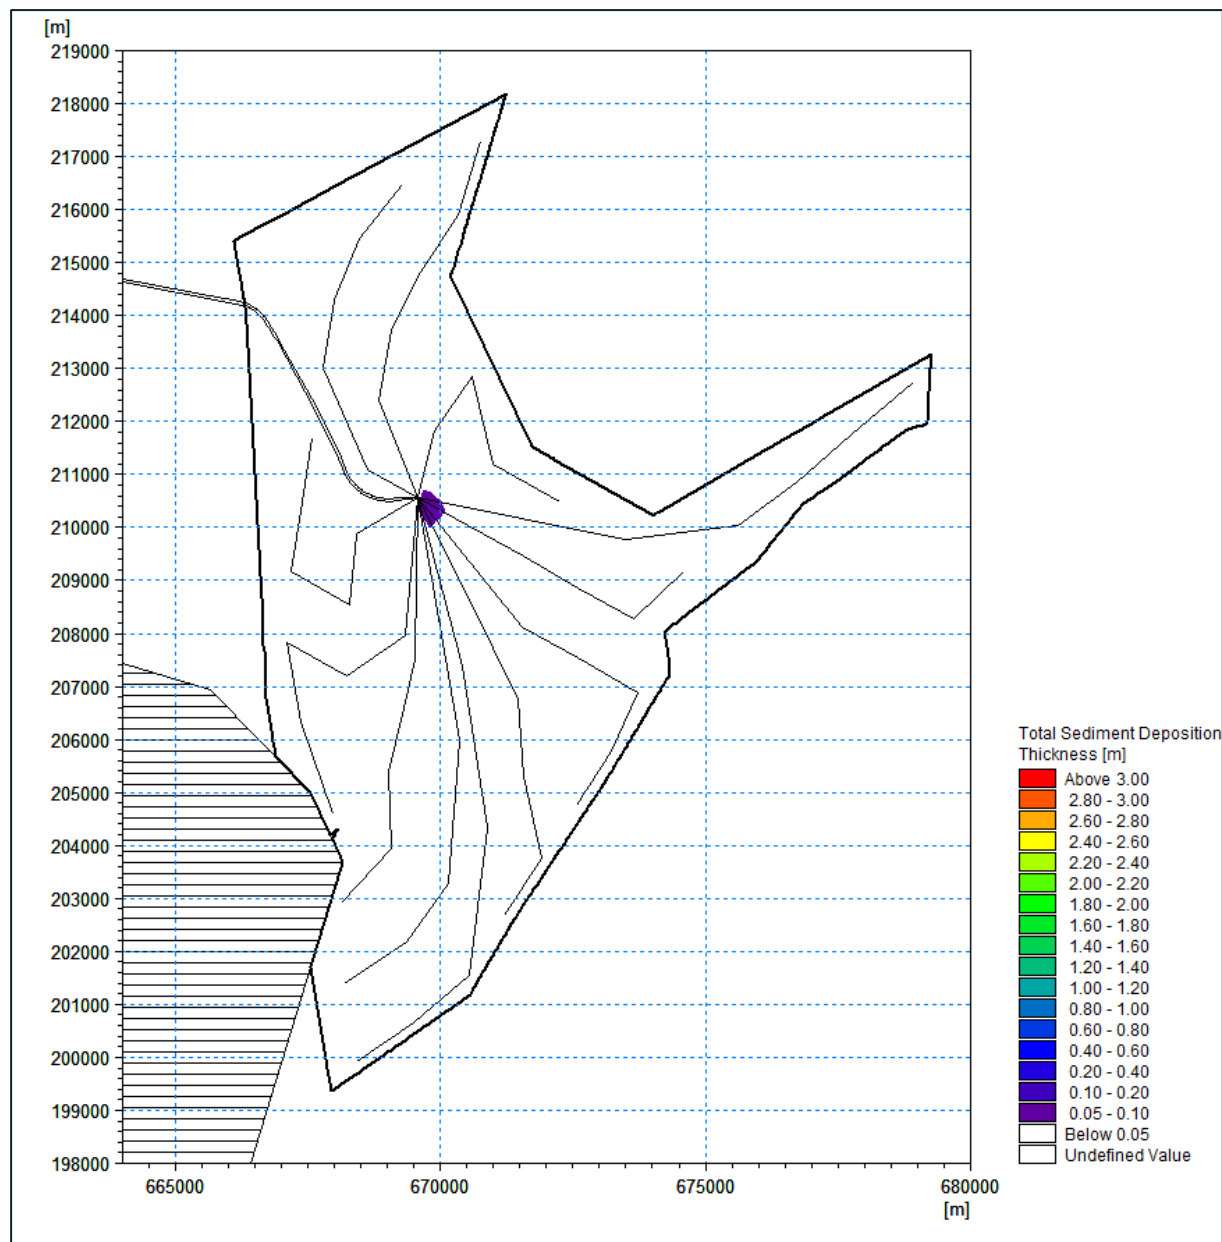 [m]
219000
218000
217000
216000
215000
214000
213000
212000
211000
210000
209000
208000
207000
206000
205000
204000
203000
202000
201000
200000
199000
198000
665000 670000 675000 680000
[m]
Total Sediment Deposition
Thickness [m]
Above 3.00
2.80 - 3.00
2.60 - 2.80
2.40 - 2.60
2.20 - 2.40
2.00 - 2.20
1.80 - 2.00
1.60 - 1.80
1.40 - 1.60
1.20 - 1.40
1.00 - 1.20
0.80 - 1.00
0.60 - 0.80
0.40 - 0.60
0.20 - 0.40
0.10 - 0.20
0.05 - 0.10
Below 0.05
Undefined Value